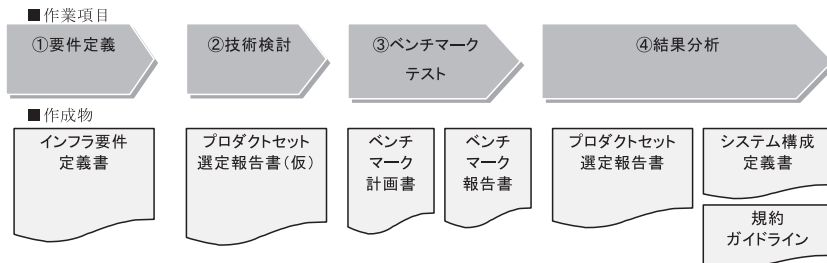 ■作業項目
①要件定義
②技術検討
③ベンチマーク
テスト
④結果分析
■作成物
インフラ要件
定義書
プロダクトセット
選定報告書(仮)
ベンチ
マーク
計画書
ベンチ
マーク
報告書
プロダクトセット
選定報告書
システム構成
定義書
規約
ガイドライン